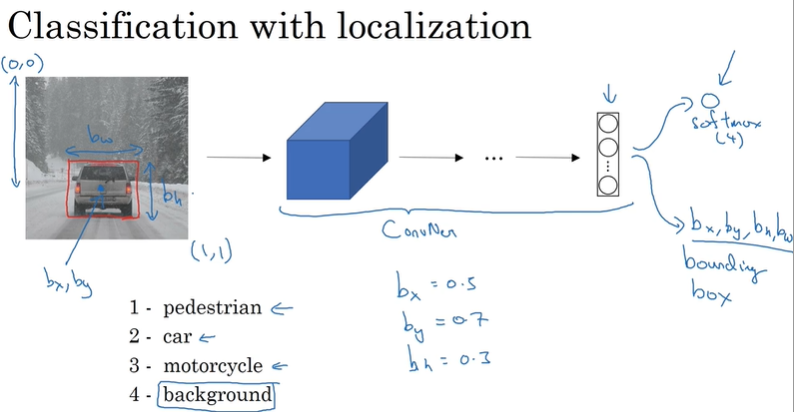 Classification with localization
(0,0)
bw
bh
softmax
(4)
ConvNet
bx, by, bh, bw
bounding
box
(1,1)
bx, by
1 - pedestrian
2 - car
3 - motorcycle
4 - background
bx = 0.5
by = 0.7
bh = 0.3